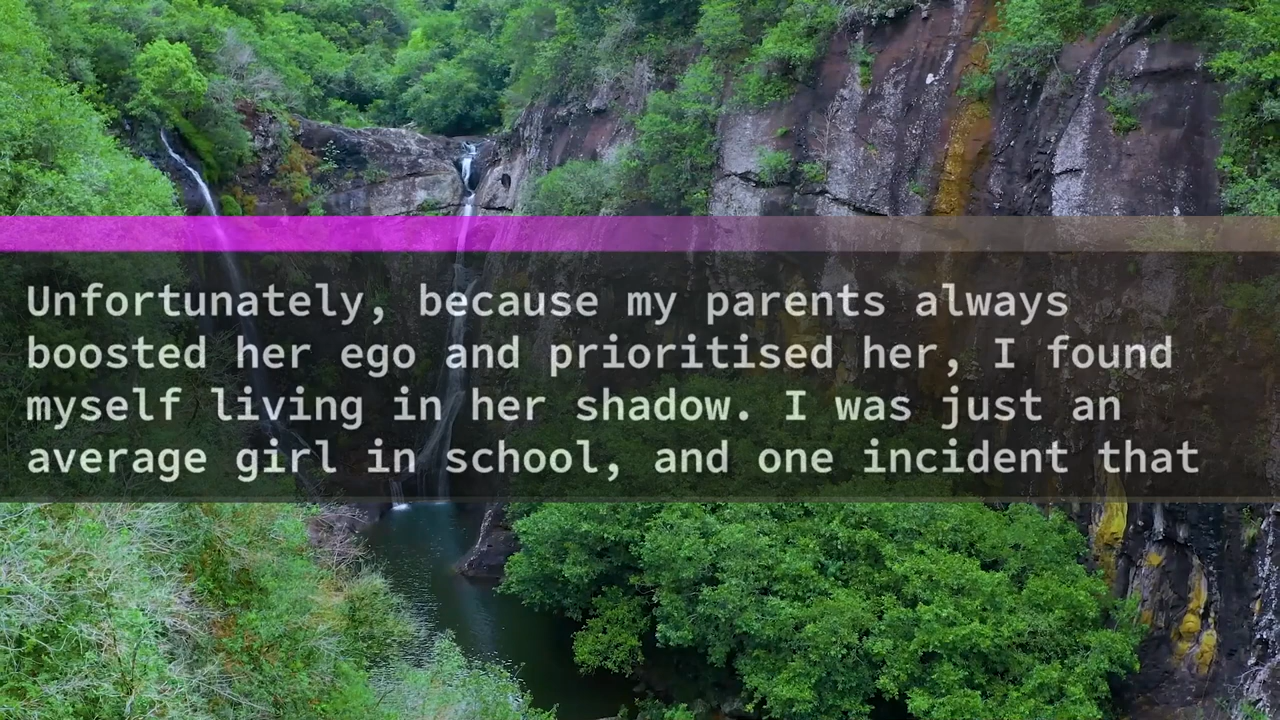 Unfortunately, because my parents always
boosted her ego and prioritised her, I found
myself living in her shadow. I was just an
average girl in school, and one incident that